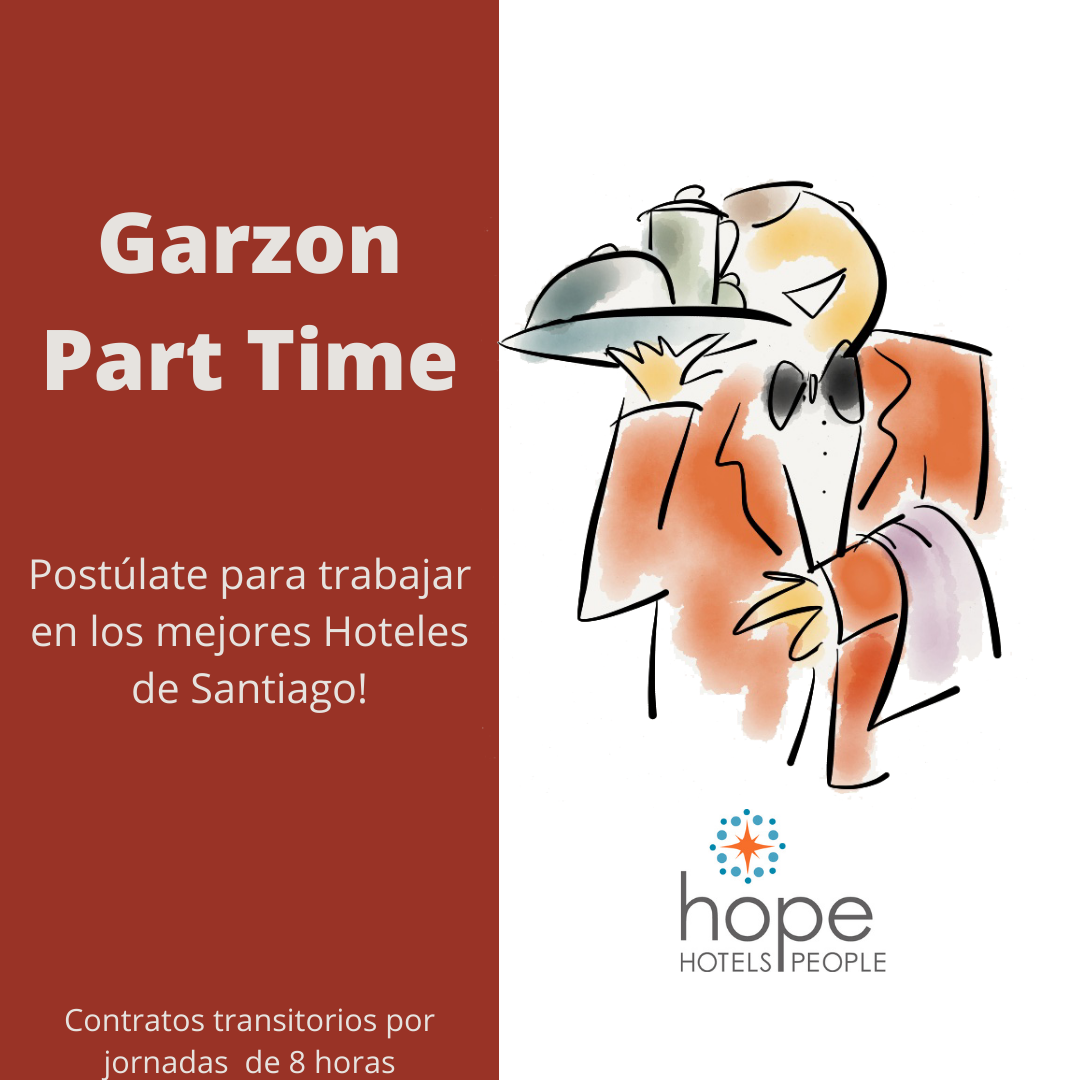 Garzon
Part Time
Postúlate para trabajar
en los mejores Hoteles
de Santiago!
Contratos transitorios por
jornadas  de 8 horas
hope
HOTELS PEOPLE